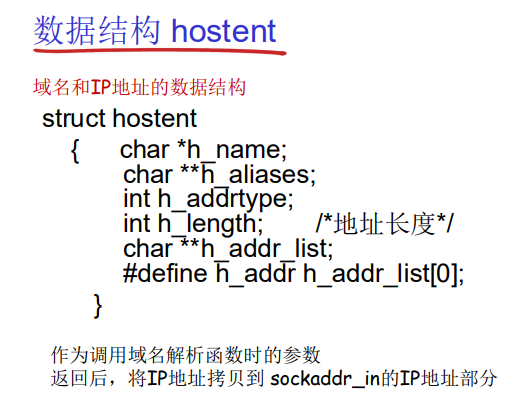 数据结构 hostent
域名和IP地址的数据结构
struct hostent
{ char *h_name;
char **h_aliases;
int h_addrtype;
int h_length; /*地址长度*/
char **h_addr_list;
#define h_addr h_addr_list[0];
}
作为调用域名解析函数时的参数
返回后，将IP地址拷贝到 sockaddr_in的IP地址部分